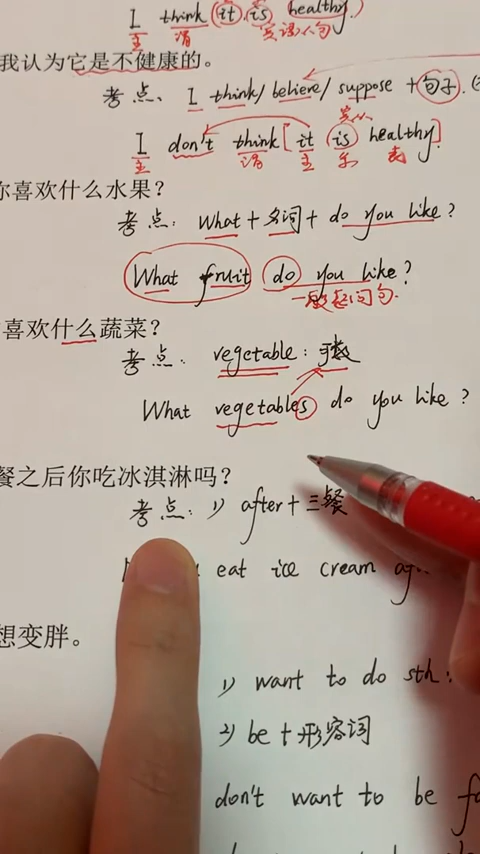 I think it is healthy.
主 谓 宾语从句
我认为它是不健康的。
考点、I think/believe/suppose + 句子.
宾从
I don't think [it is healthy].
主 谓 主 系 表
你喜欢什么水果?
考点: What + 名词 + do you like?
What fruit do you like?
一般疑问句.
喜欢什么蔬菜?
考点: vegetable: 可数
What vegetables do you like?
餐之后你吃冰淇淋吗?
考点: 1) after + 三餐
eat ice cream
想变胖。
1) want to do sth:
2) be + 形容词
don't want to be